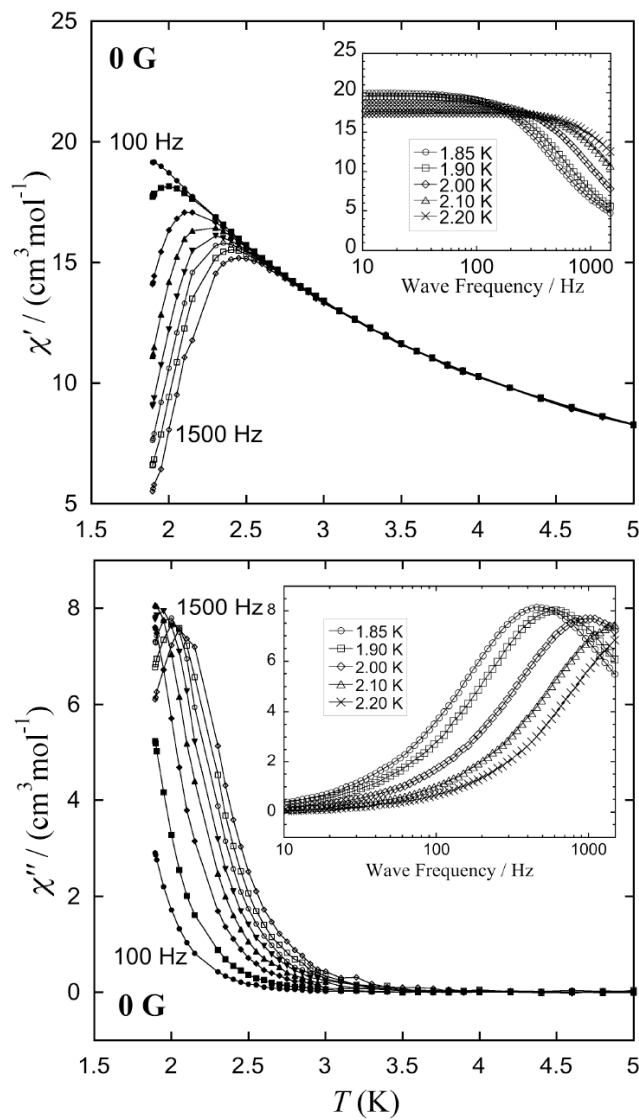 25
20
15
10
5
1.5
2
2.5
3
3.5
4
4.5
5
χ′ / (cm³mol⁻¹)
0 G
100 Hz
1500 Hz
25
20
15
10
5
0
10
100
1000
Wave Frequency / Hz
1.85 K
1.90 K
2.00 K
2.10 K
2.20 K
8
6
4
2
0
1.5
2
2.5
3
3.5
4
4.5
5
χ″ / (cm³mol⁻¹)
T (K)
1500 Hz
100 Hz
0 G
8
6
4
2
0
10
100
1000
Wave Frequency / Hz
1.85 K
1.90 K
2.00 K
2.10 K
2.20 K